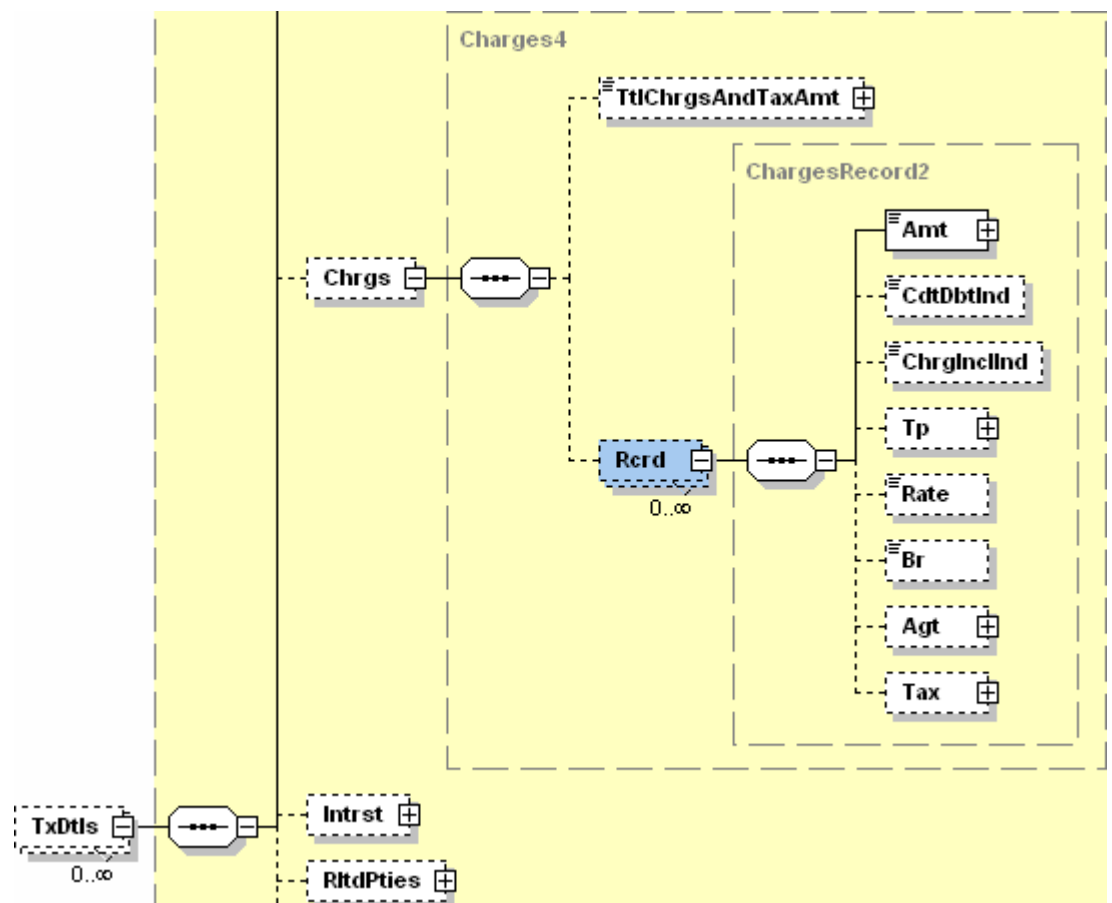 Charges4
TtlChrgsAndTaxAmt
ChargesRecord2
Amt
Chrgs
CdtDbtInd
ChrgInclInd
Tp
Rcrd
0..∞
Rate
Br
Agt
Tax
Intrst
TxDtls
0..∞
RltdPties